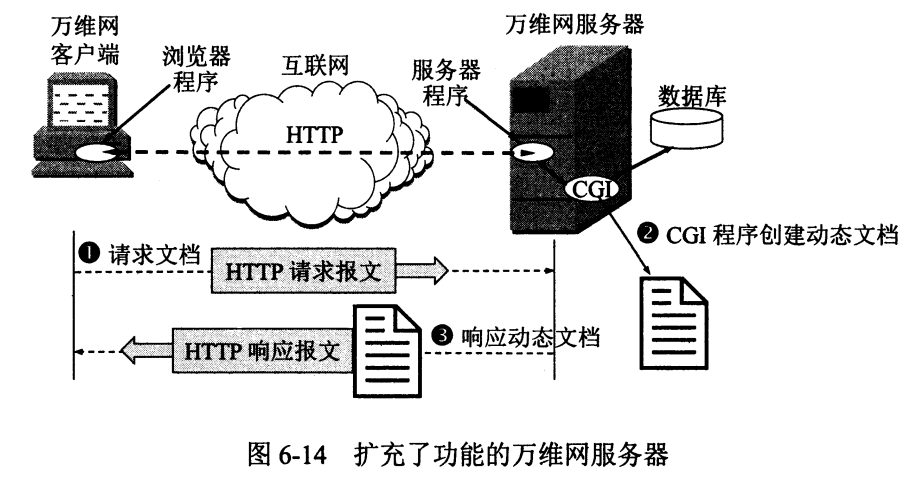 万维网
客户端
浏览器
程序
互联网
HTTP
服务器
程序
万维网服务器
数据库
CGI
❶ 请求文档
HTTP 请求报文
❷ CGI 程序创建动态文档
HTTP 响应报文
❸ 响应动态文档
图 6-14 扩充了功能的万维网服务器